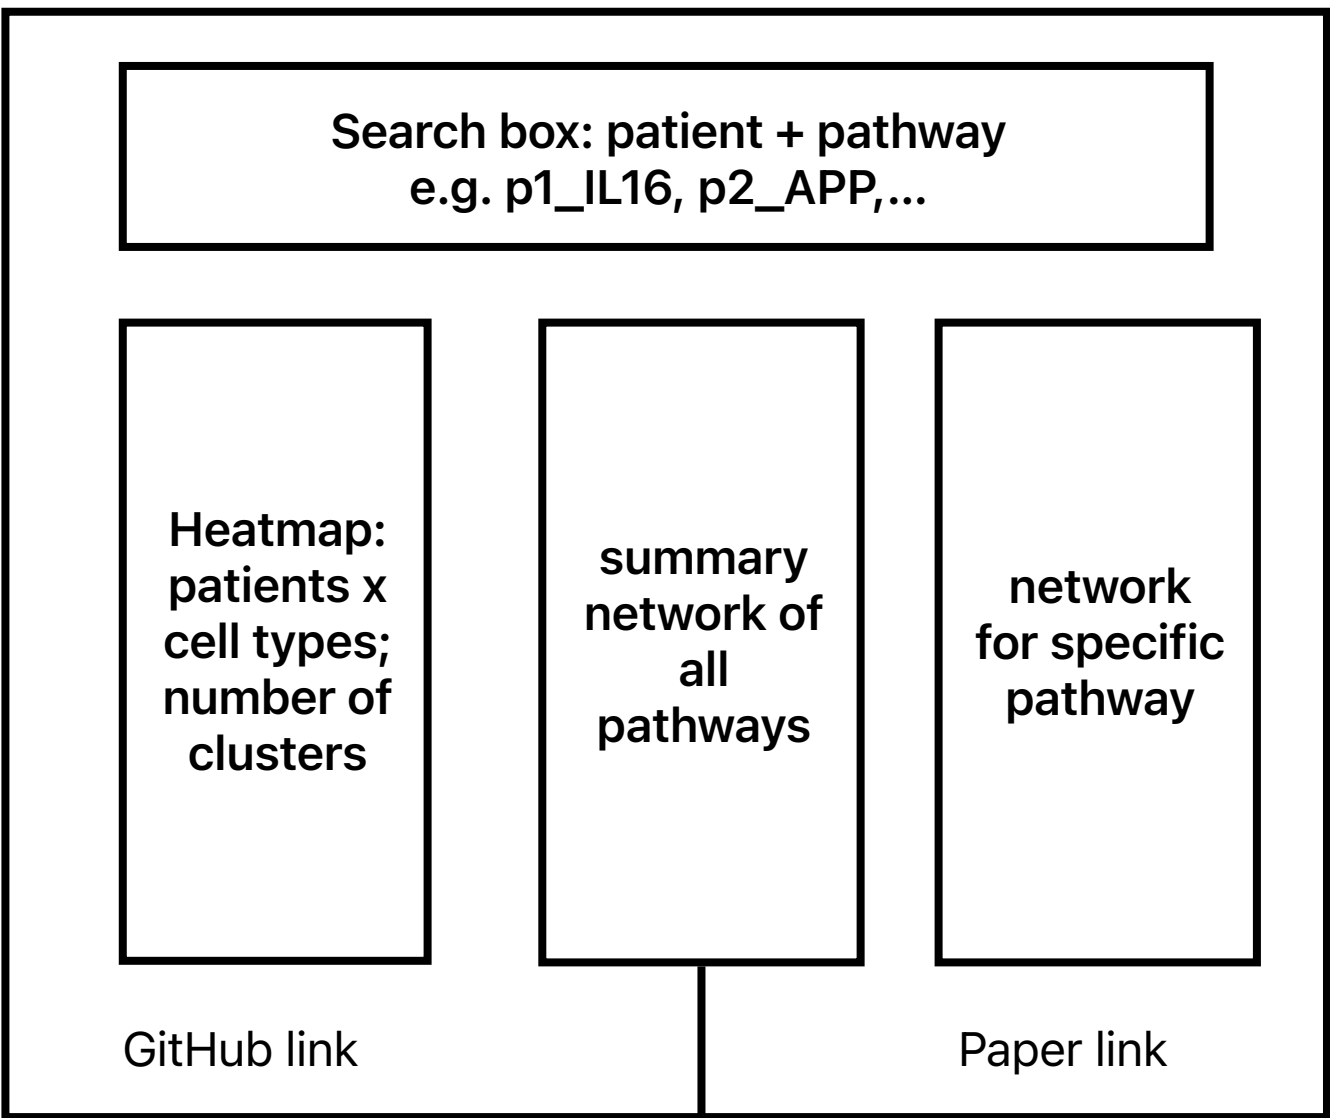 Search box: patient + pathway
e.g. p1_IL16, p2_APP,...
Heatmap:
patients x
cell types;
number of
clusters
summary
network of
all
pathways
network
for specific
pathway
GitHub link
Paper link